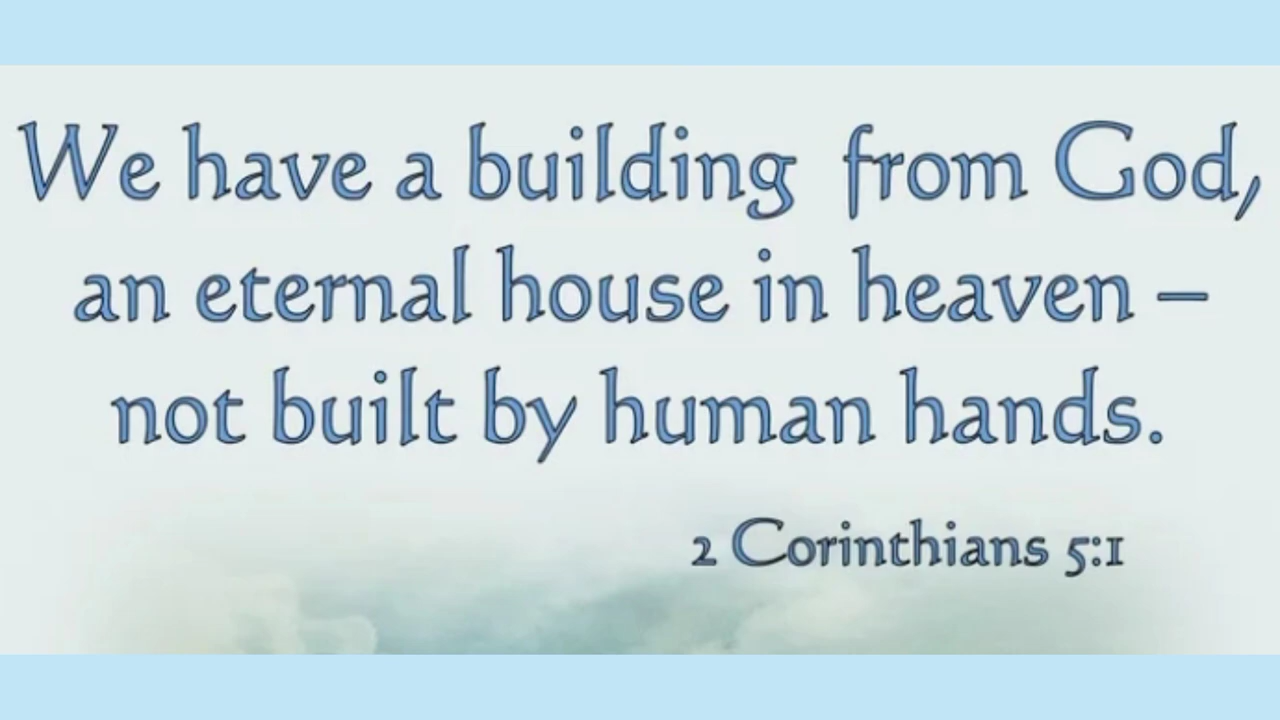 We have a building from God,
an eternal house in heaven –
not built by human hands.
2 Corinthians 5:1